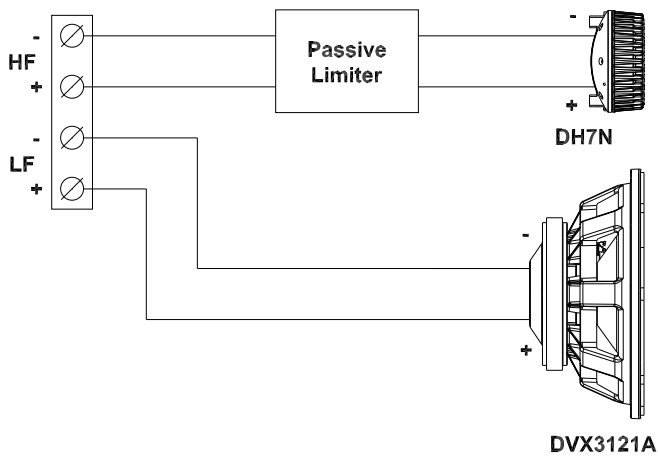 -
HF
+
-
LF
+
Passive
Limiter
-
+
DH7N
-
+
DVX3121A